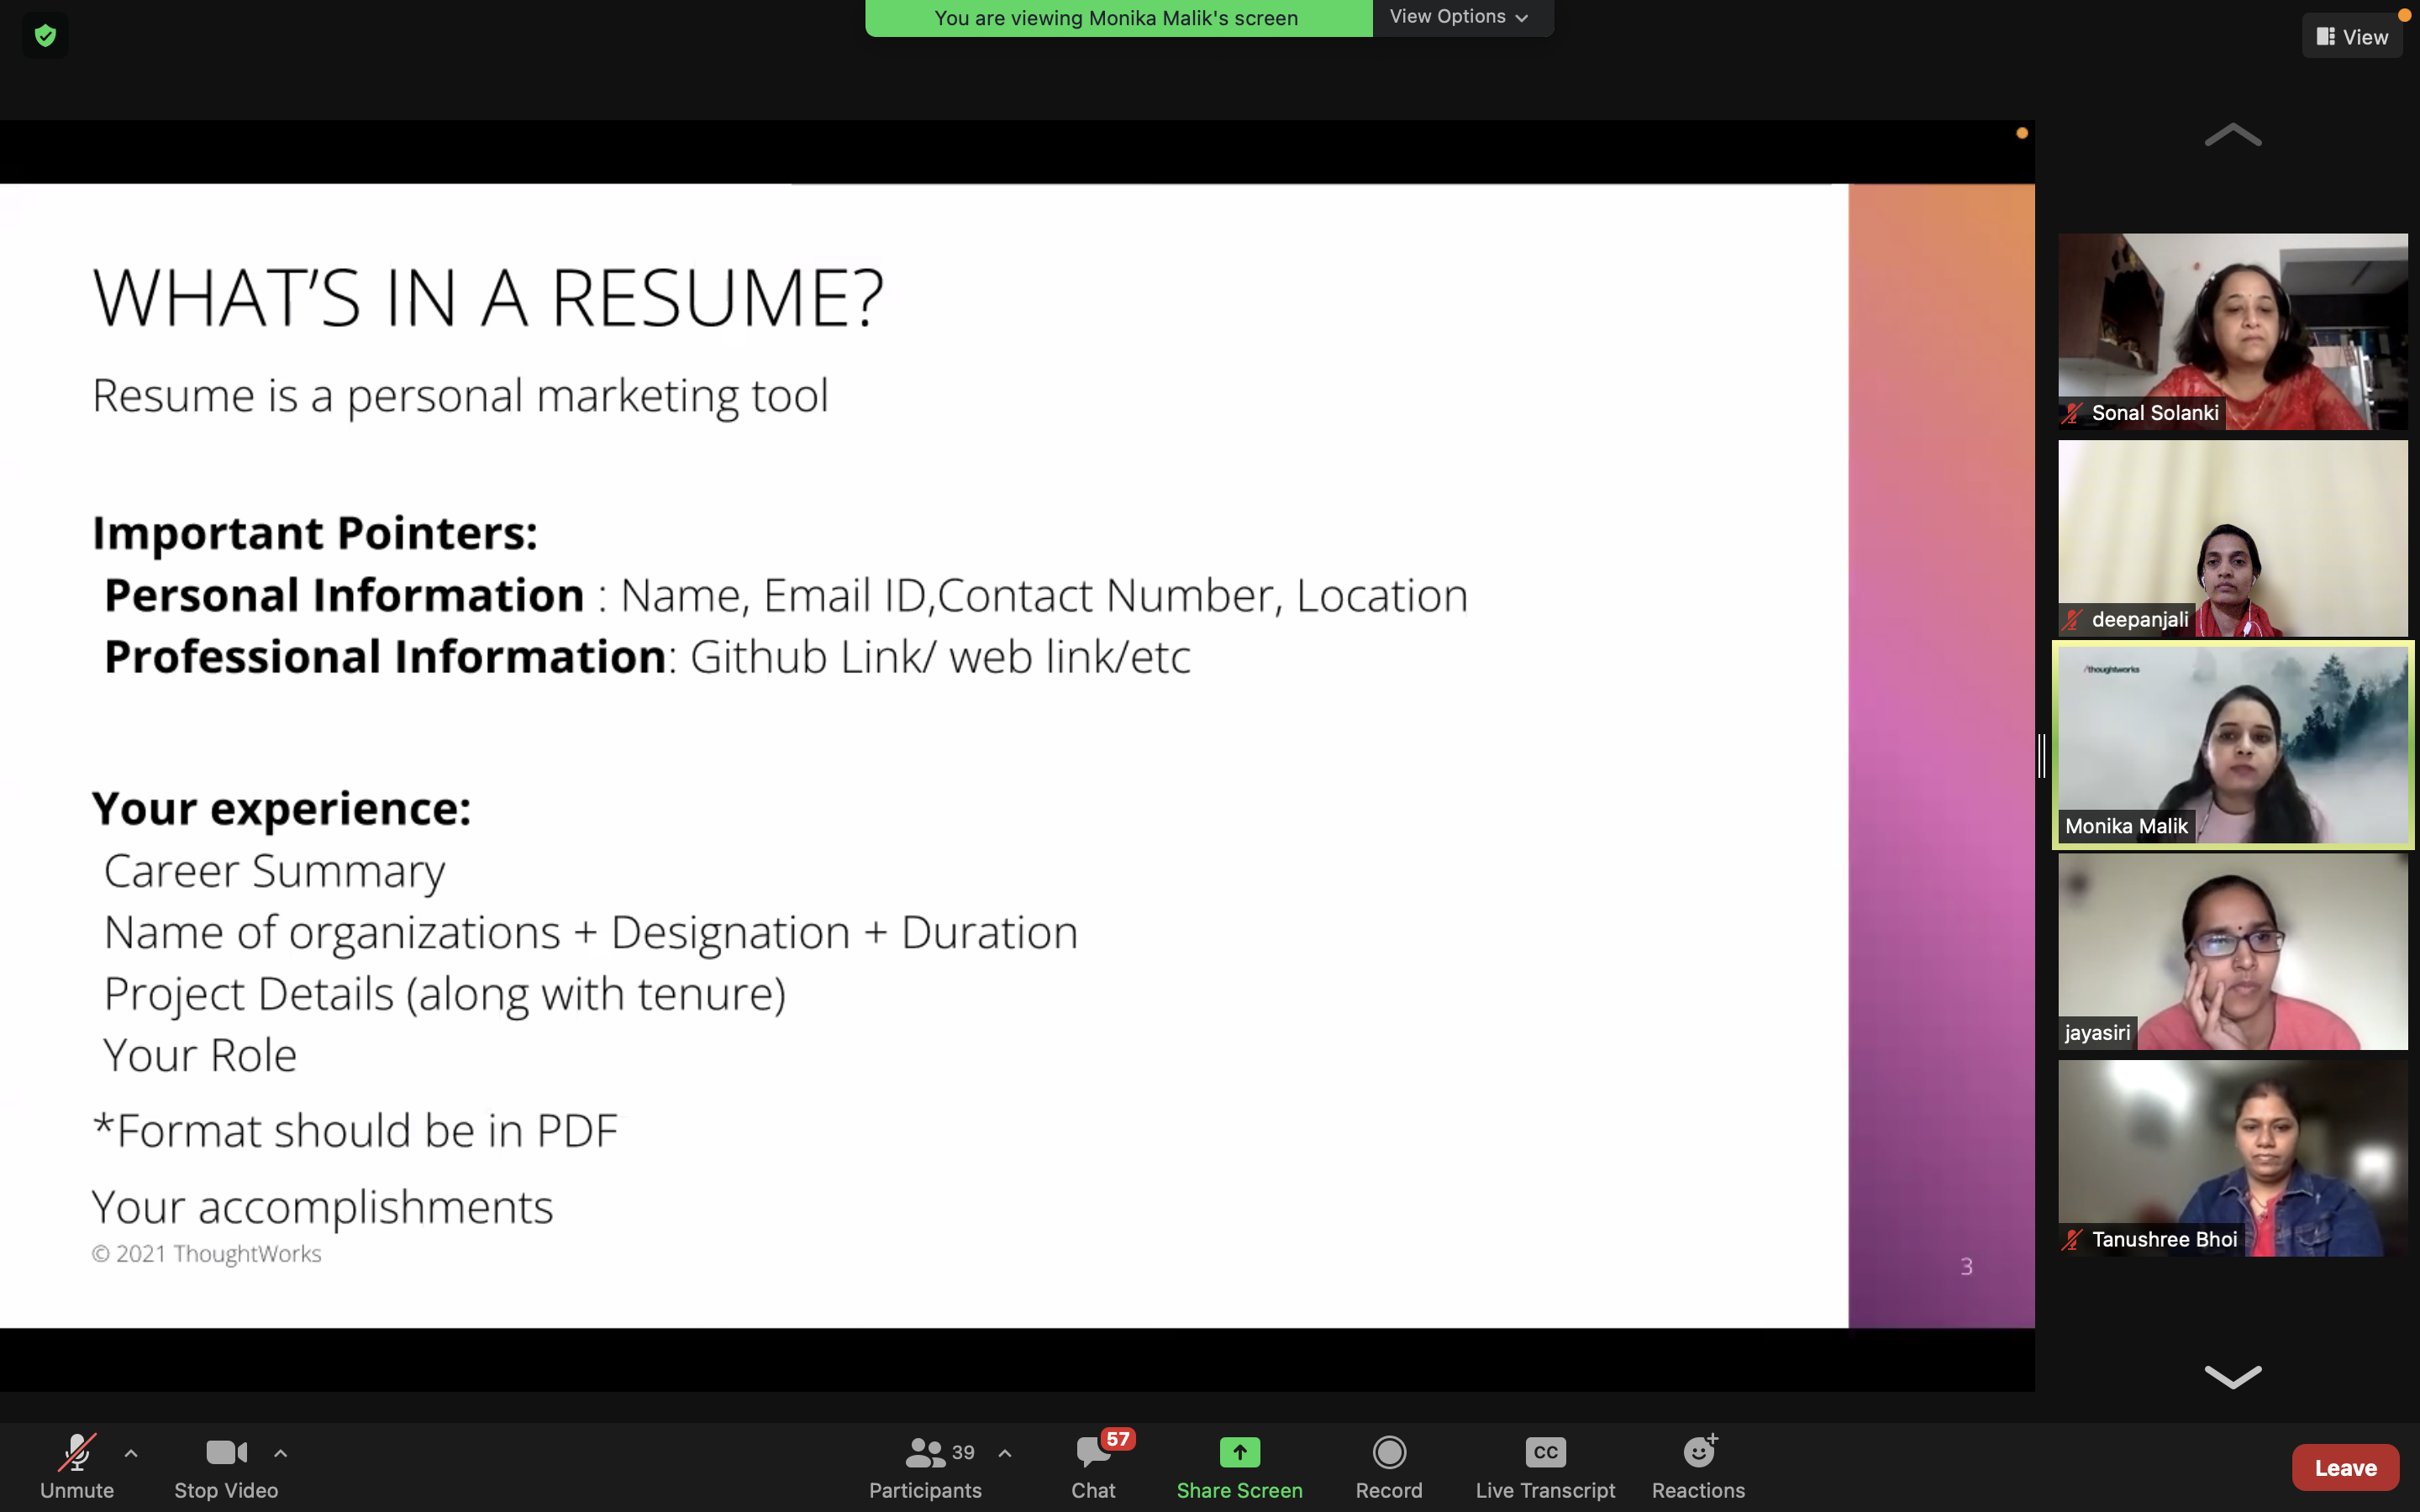 You are viewing Monika Malik's screen
View Options
View
WHAT'S IN A RESUME?
Resume is a personal marketing tool
Important Pointers:
Personal Information : Name, Email ID,Contact Number, Location
Professional Information: Github Link/ web link/etc
Your experience:
Career Summary
Name of organizations + Designation + Duration
Project Details (along with tenure)
Your Role
*Format should be in PDF
Your accomplishments
© 2021 ThoughtWorks
3
Sonal Solanki
deepanjali
/thoughtworks
Monika Malik
jayasiri
Tanushree Bhoi
Unmute
Stop Video
39
Participants
57
Chat
Share Screen
Record
CC
Live Transcript
Reactions
Leave